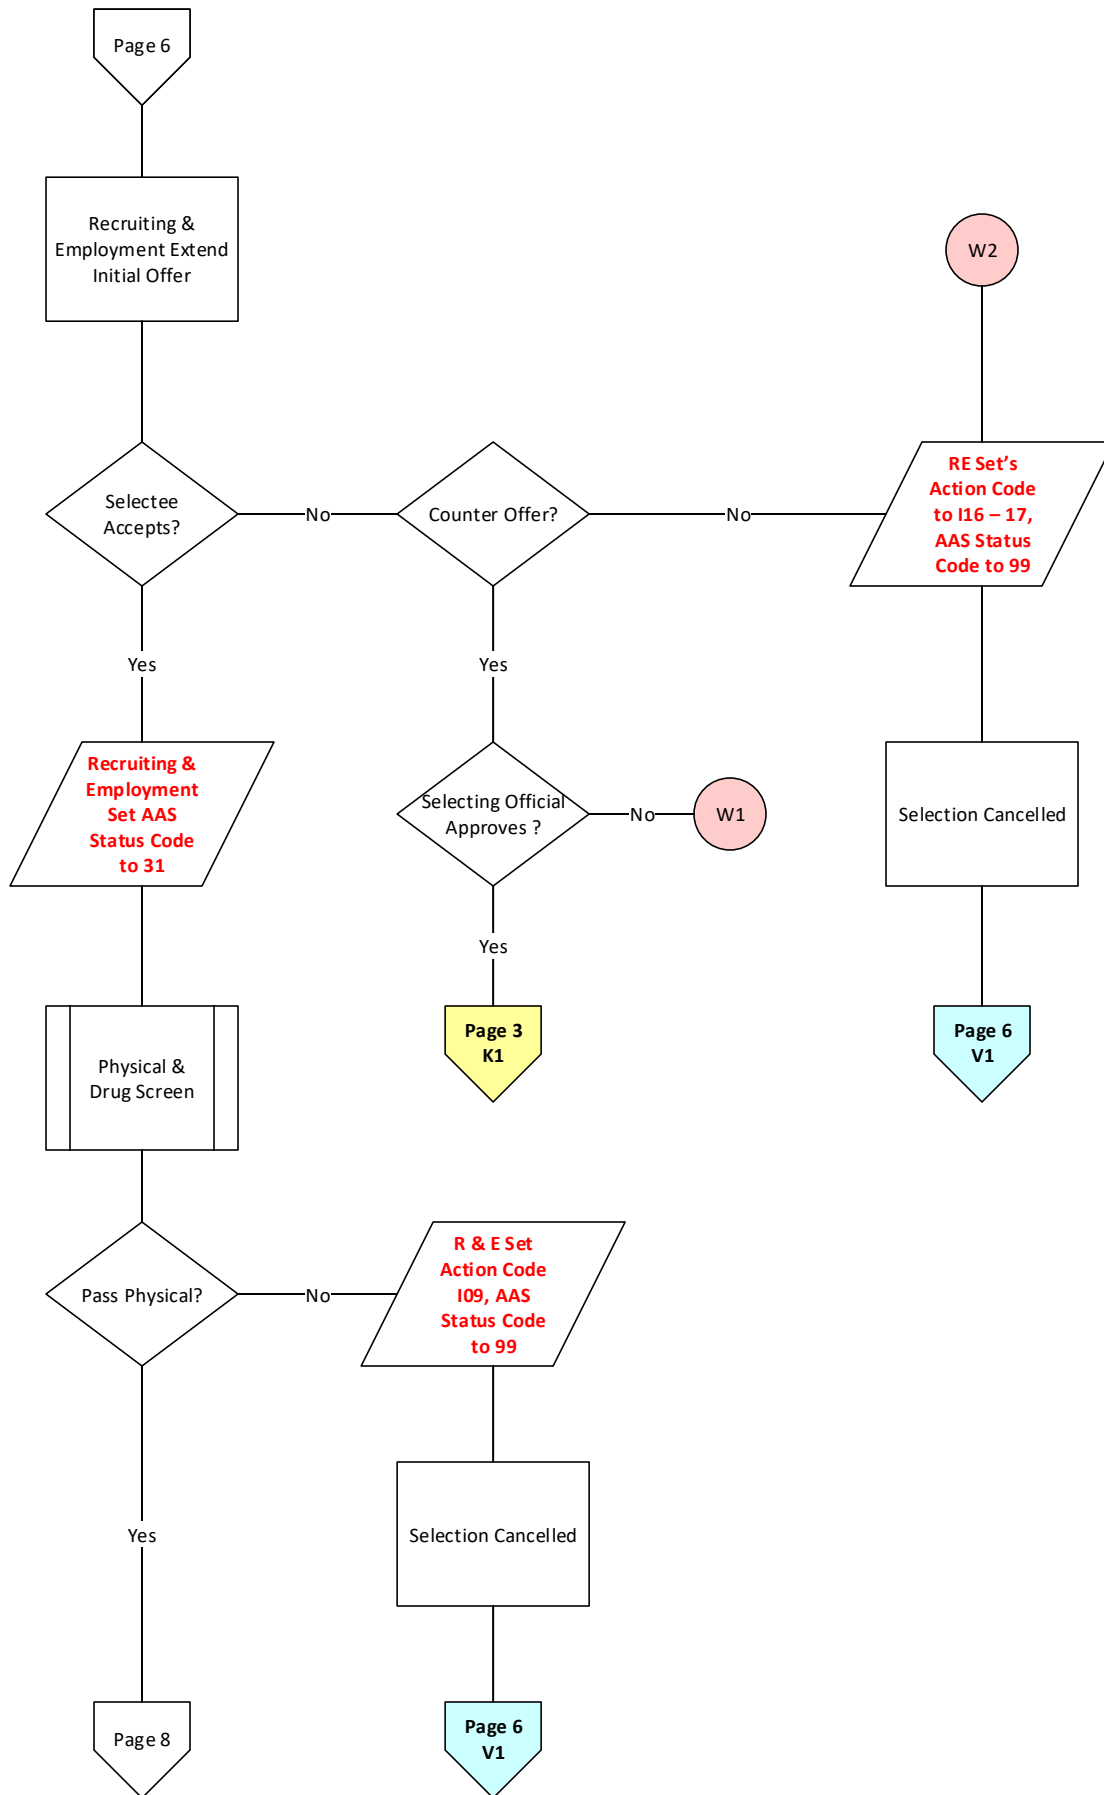 Page 6
Recruiting &
Employment Extend
Initial Offer
W2
Selectee
Accepts?
No
Counter Offer?
No
RE Set’s
Action Code
to I16 – 17,
AAS Status
Code to 99
Yes
Yes
Recruiting &
Employment
Set AAS
Status Code
to 31
Selecting Official
Approves ?
No
W1
Selection Cancelled
Yes
Physical &
Drug Screen
Page 3
K1
Page 6
V1
Pass Physical?
No
R & E Set
Action Code
I09, AAS
Status Code
to 99
Yes
Selection Cancelled
Page 8
Page 6
V1